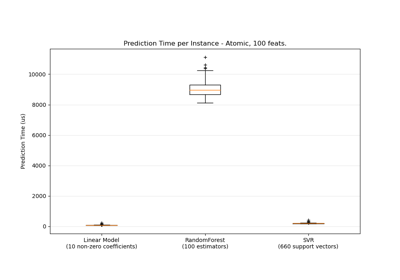 Prediction Time per Instance - Atomic, 100 feats.
10000
8000
6000
4000
2000
0
Prediction Time (us)
Linear Model
(10 non-zero coefficients)
RandomForest
(100 estimators)
SVR
(660 support vectors)